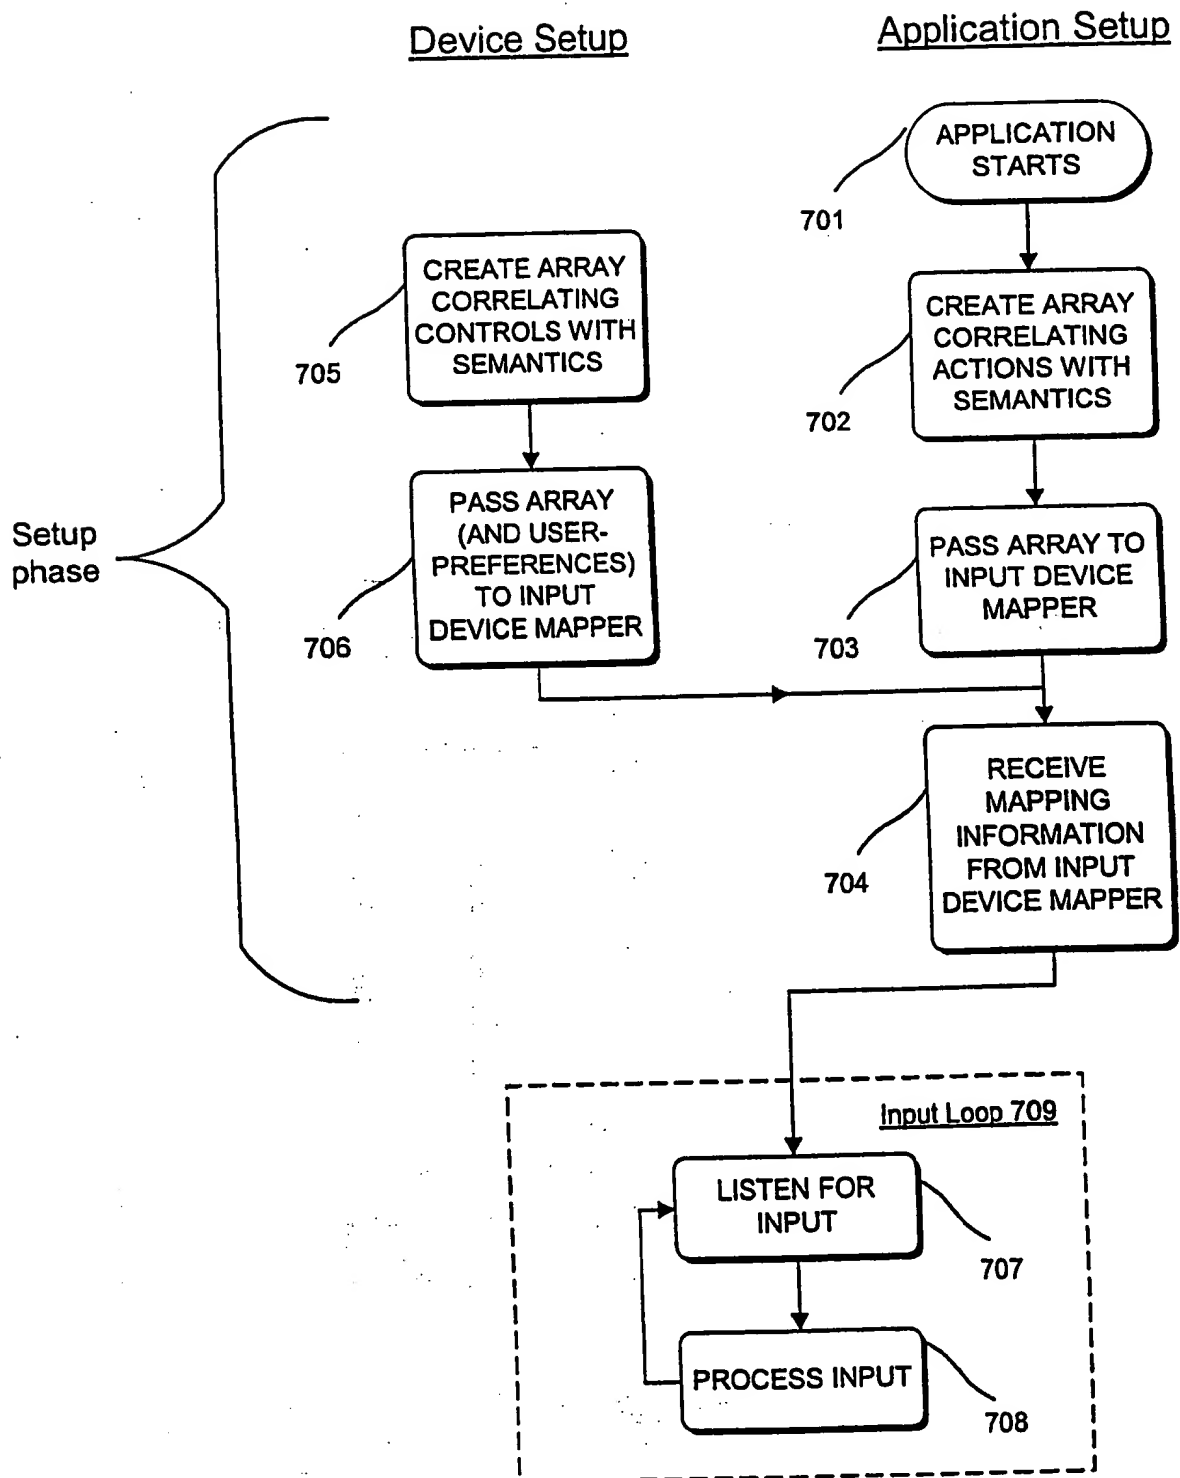 Device Setup
Application Setup
APPLICATION
STARTS
701
CREATE ARRAY
CORRELATING
CONTROLS WITH
SEMANTICS
705
CREATE ARRAY
CORRELATING
ACTIONS WITH
SEMANTICS
702
Setup
phase
PASS ARRAY
(AND USER-
PREFERENCES)
TO INPUT
DEVICE MAPPER
706
PASS ARRAY TO
INPUT DEVICE
MAPPER
703
RECEIVE
MAPPING
INFORMATION
FROM INPUT
DEVICE MAPPER
704
Input Loop 709
LISTEN FOR
INPUT
707
PROCESS INPUT
708